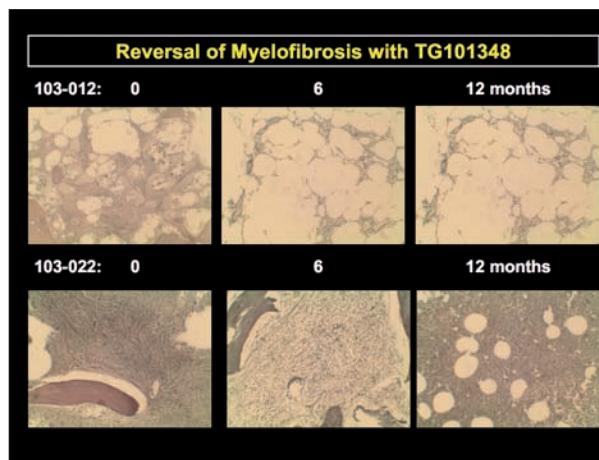 Reversal of Myelofibrosis with TG101348
103-012: 0 6 12 months
103-022: 0 6 12 months